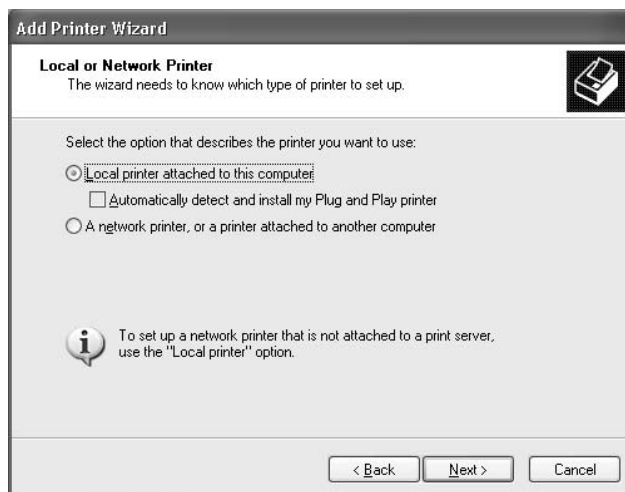 Add Printer Wizard
Local or Network Printer
The wizard needs to know which type of printer to set up.
Select the option that describes the printer you want to use:
Local printer attached to this computer
Automatically detect and install my Plug and Play printer
A network printer, or a printer attached to another computer
To set up a network printer that is not attached to a print server,
use the "Local printer" option.
< Back
Next >
Cancel